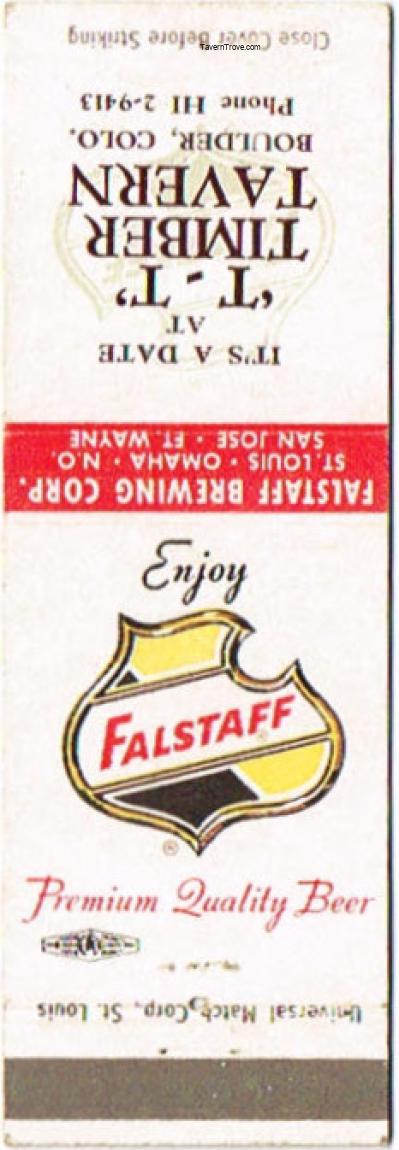 Close Cover Before Striking
TavernTrove.com
IT'S A DATE
AT
'T - T'
TIMBER
TAVERN
BOULDER, COLO.
Phone HI 2-9413
FALSTAFF BREWING CORP.
ST. LOUIS • OMAHA • N.O.
SAN JOSE • FT. WAYNE
Enjoy
FALSTAFF
®
®
Premium Quality Beer
Universal Match Corp., St. Louis